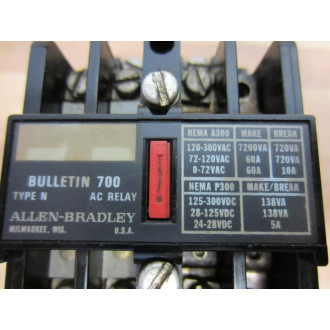 BULLETIN 700
TYPE N AC RELAY
ALLEN-BRADLEY
MILWAUKEE, WIS. U.S.A.
NEMA A300 MAKE BREAK
120-300VAC 7200VA 720VA
72-120VAC 60A 720VA
0-72VAC 60A 10A
NEMA P300 MAKE/BREAK
125-300VDC 138VA
28-125VDC 138VA
24-28VDC 5A